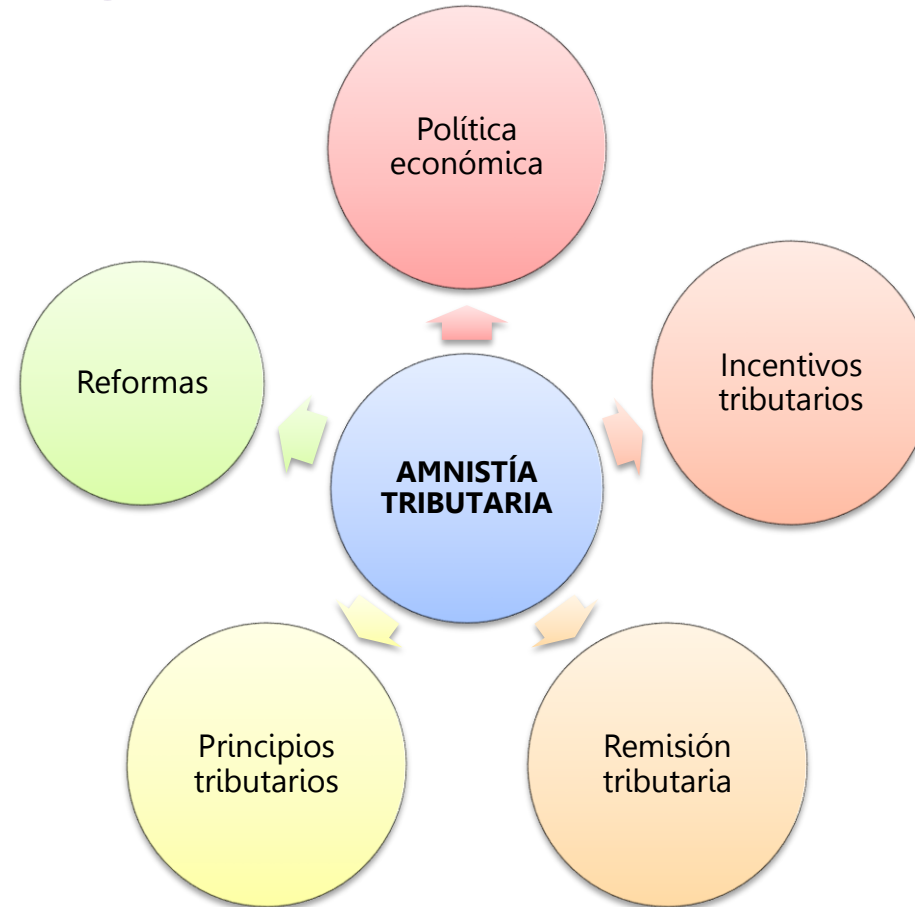 Política
económica
Incentivos
tributarios
Reformas
AMNISTÍA
TRIBUTARIA
Principios
tributarios
Remisión
tributaria